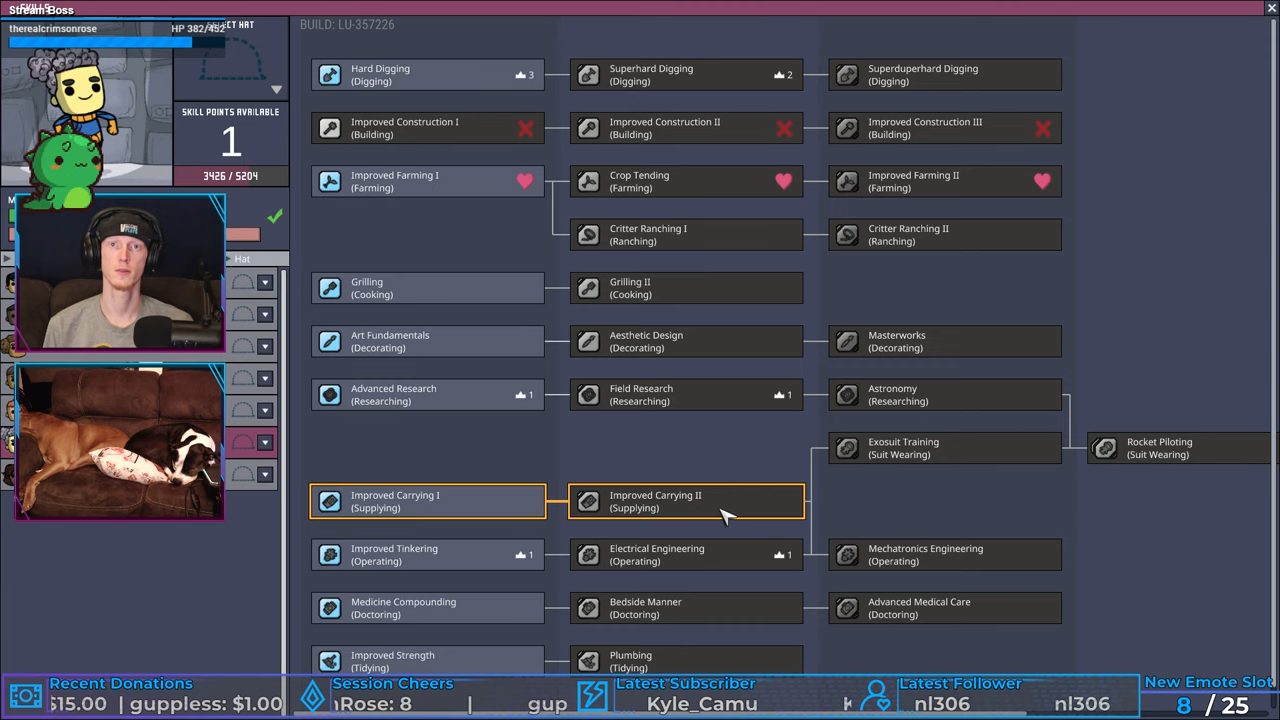 Stream Boss
therealcrimsonrose HP 382/452
SELECT HAT
SKILL POINTS AVAILABLE
1
3426 / 5204
Hat
BUILD: LU-357226
Hard Digging
(Digging)
3
Superhard Digging
(Digging)
2
Superduperhard Digging
(Digging)
Improved Construction I
(Building)
Improved Construction II
(Building)
Improved Construction III
(Building)
Improved Farming I
(Farming)
Crop Tending
(Farming)
Improved Farming II
(Farming)
Critter Ranching I
(Ranching)
Critter Ranching II
(Ranching)
Grilling
(Cooking)
Grilling II
(Cooking)
Art Fundamentals
(Decorating)
Aesthetic Design
(Decorating)
Masterworks
(Decorating)
Advanced Research
(Researching)
1
Field Research
(Researching)
1
Astronomy
(Researching)
Exosuit Training
(Suit Wearing)
Rocket Piloting
(Suit Wearing)
Improved Carrying I
(Supplying)
Improved Carrying II
(Supplying)
Improved Tinkering
(Operating)
1
Electrical Engineering
(Operating)
1
Mechatronics Engineering
(Operating)
Medicine Compounding
(Doctoring)
Bedside Manner
(Doctoring)
Advanced Medical Care
(Doctoring)
Improved Strength
(Tidying)
Plumbing
(Tidying)
Recent Donations
$15.00 | guppless: $1.00
Session Cheers
Rose: 8 | gup
Latest Subscriber
Kyle_Camu
Latest Follower
nl306 nl306
New Emote Slot
8 / 25